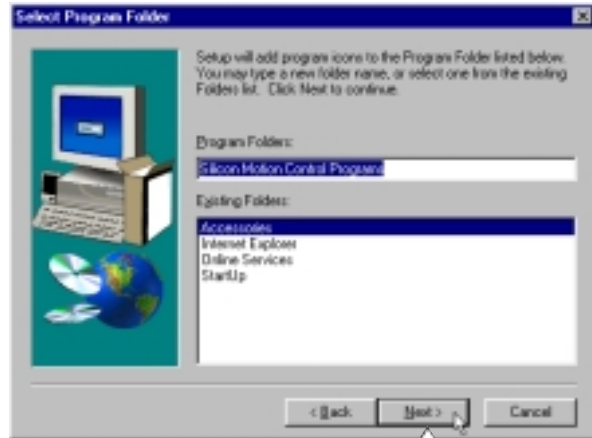 Select Program Folder
Setup will add program icons to the Program Folder listed below.
You may type a new folder name, or select one from the existing
Folders list. Click Next to continue.
Program Folders:
Silicon Motion Control Programs
Existing Folders:
Accessories
Internet Explorer
Online Services
StartUp
< Back
Next >
Cancel